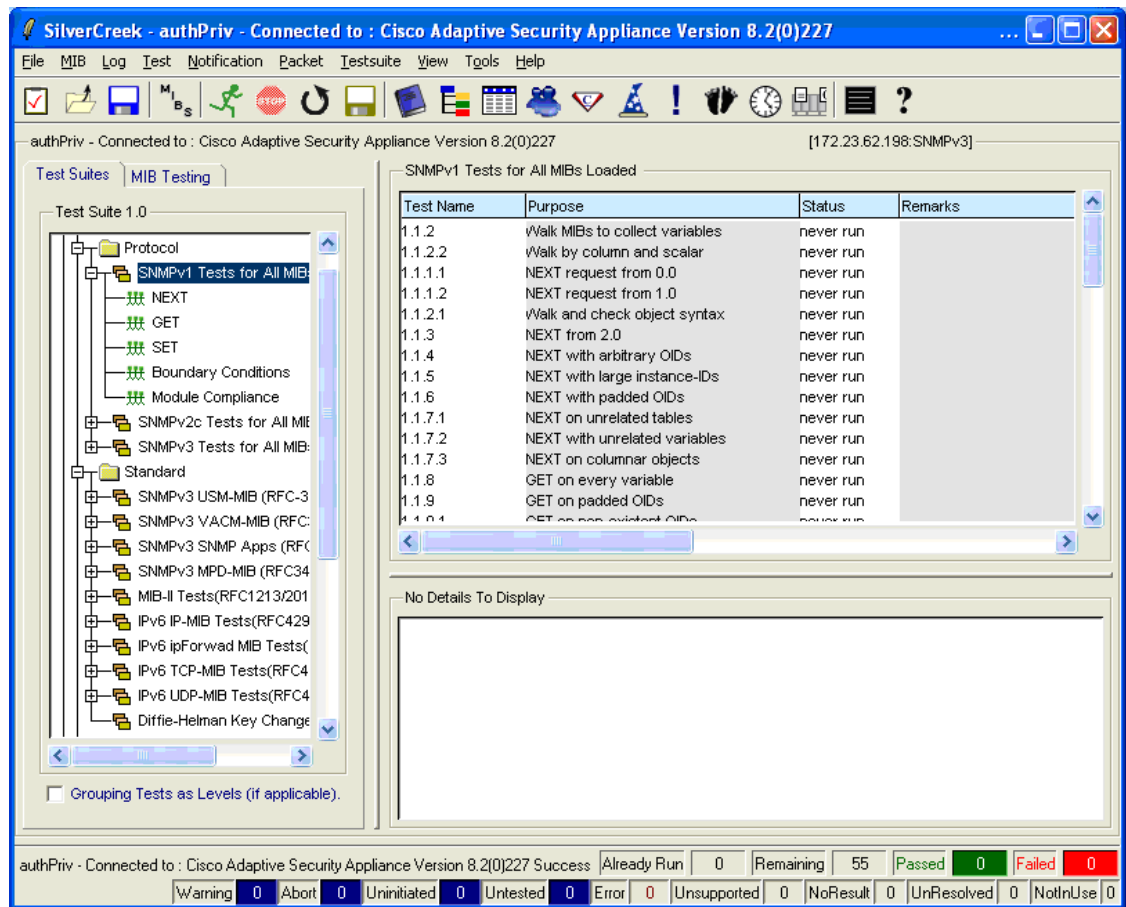 SilverCreek - authPriv - Connected to : Cisco Adaptive Security Appliance Version 8.2(0)227 ...
File MIB Log Test Notification Packet Testsuite View Tools Help
MIBs STOP C ! ?
authPriv - Connected to : Cisco Adaptive Security Appliance Version 8.2(0)227 [172.23.62.198:SNMPv3]
Test Suites MIB Testing
Test Suite 1.0
Protocol
SNMPv1 Tests for All MIB
NEXT
GET
SET
Boundary Conditions
Module Compliance
SNMPv2c Tests for All MIE
SNMPv3 Tests for All MIB
Standard
SNMPv3 USM-MIB (RFC-3
SNMPv3 VACM-MIB (RFC
SNMPv3 SNMP Apps (RFC
SNMPv3 MPD-MIB (RFC34
MIB-II Tests(RFC1213/201
IPv6 IP-MIB Tests(RFC429
IPv6 ipForwad MIB Tests(
IPv6 TCP-MIB Tests(RFC4
IPv6 UDP-MIB Tests(RFC4
Diffie-Helman Key Change
Grouping Tests as Levels (if applicable).
SNMPv1 Tests for All MIBs Loaded
Test Name Purpose Status Remarks
1.1.2 Walk MIBs to collect variables never run
1.1.2.2 Walk by column and scalar never run
1.1.1.1 NEXT request from 0.0 never run
1.1.1.2 NEXT request from 1.0 never run
1.1.2.1 Walk and check object syntax never run
1.1.3 NEXT from 2.0 never run
1.1.4 NEXT with arbitrary OIDs never run
1.1.5 NEXT with large instance-IDs never run
1.1.6 NEXT with padded OIDs never run
1.1.7.1 NEXT on unrelated tables never run
1.1.7.2 NEXT with unrelated variables never run
1.1.7.3 NEXT on columnar objects never run
1.1.8 GET on every variable never run
1.1.9 GET on padded OIDs never run
GET on non-existent OIDs never run
No Details To Display
authPriv - Connected to : Cisco Adaptive Security Appliance Version 8.2(0)227 Success Already Run 0 Remaining 55 Passed 0 Failed 0
Warning 0 Abort 0 Uninitiated 0 Untested 0 Error 0 Unsupported 0 NoResult 0 UnResolved 0 NotInUse 0